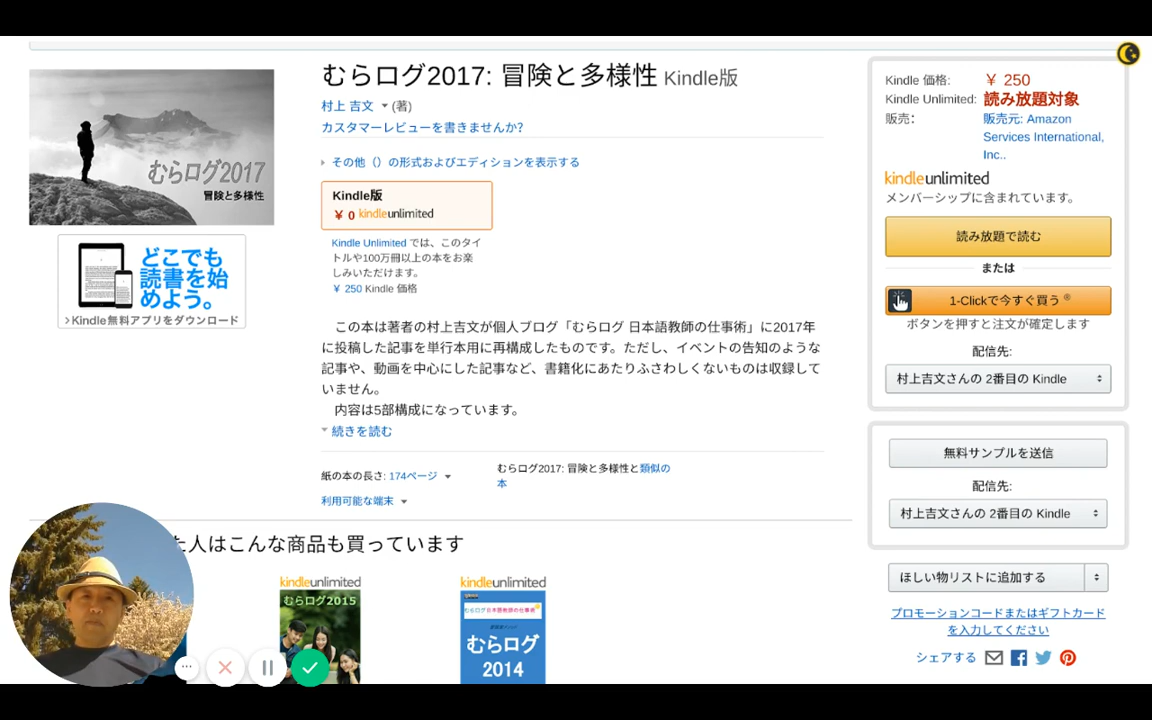 むらログ2017: 冒険と多様性 Kindle版
村上 吉文 (著)
カスタマーレビューを書きませんか?
その他（）の形式およびエディションを表示する
Kindle版
￥ 0 kindleunlimited
Kindle Unlimited では、このタイ
トルや100万冊以上の本をお楽
しみいただけます。
￥ 250 Kindle 価格
この本は著者の村上吉文が個人ブログ「むらログ 日本語教師の仕事術」に2017年
に投稿した記事を単行本用に再構成したものです。ただし、イベントの告知のような
記事や、動画を中心にした記事など、書籍化にあたりふさわしくないものは収録して
いません。
内容は5部構成になっています。
続きを読む
紙の本の長さ: 174ページ
むらログ2017: 冒険と多様性と類似の
本
利用可能な端末
むらログ2017
冒険と多様性
どこでも
読書を始
めよう。
>Kindle無料アプリをダウンロード
Kindle 価格: ￥ 250
Kindle Unlimited: 読み放題対象
販売: 販売元: Amazon
Services International,
Inc..
kindleunlimited
メンバーシップに含まれています。
読み放題で読む
または
1-Clickで今すぐ買う ®
ボタンを押すと注文が確定します
配信先:
村上吉文さんの 2番目の Kindle
無料サンプルを送信
配信先:
村上吉文さんの 2番目の Kindle
ほしい物リストに追加する
プロモーションコードまたはギフトカード
を入力してください
シェアする
た人はこんな商品も買っています
kindleunlimited
むらログ2015
kindleunlimited
むらログ日本語教師の仕事術
むらログ
2014